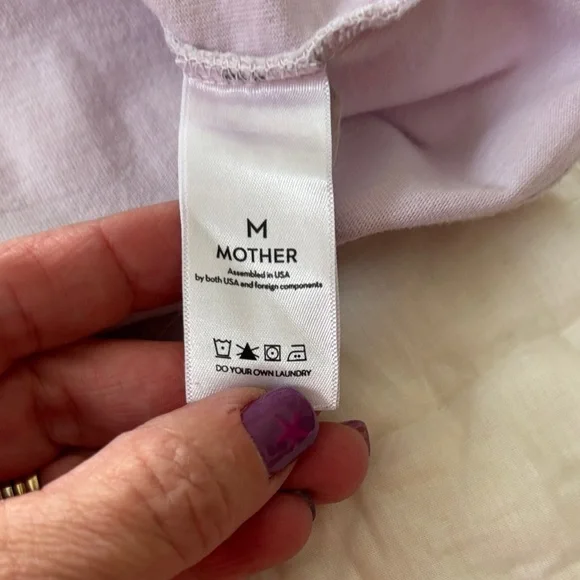 M
MOTHER
Assembled in USA
by both USA and foreign components
DO YOUR OWN LAUNDRY